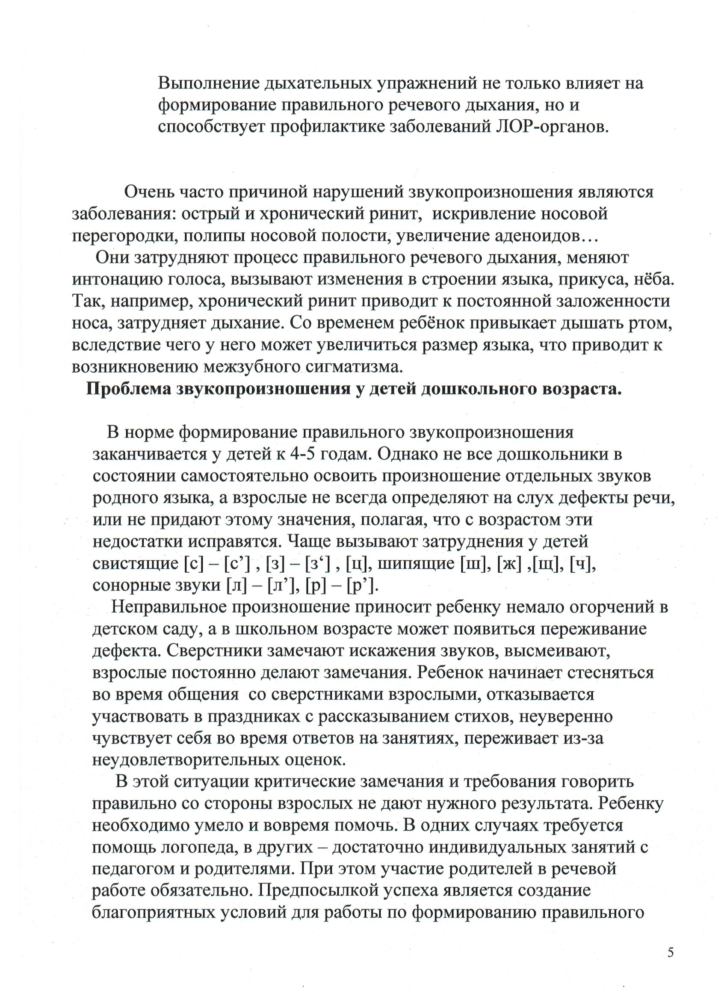 Выполнение дыхательных упражнений не только влияет на
формирование правильного речевого дыхания, но и
способствует профилактике заболеваний ЛОР-органов.
Очень часто причиной нарушений звукопроизношения являются
заболевания: острый и хронический ринит,  искривление носовой
перегородки, полипы носовой полости, увеличение аденоидов…
Они затрудняют процесс правильного речевого дыхания, меняют
интонацию голоса, вызывают изменения в строении языка, прикуса, нёба.
Так, например, хронический ринит приводит к постоянной заложенности
носа, затрудняет дыхание. Со временем ребёнок привыкает дышать ртом,
вследствие чего у него может увеличиться размер языка, что приводит к
возникновению межзубного сигматизма.
Проблема звукопроизношения у детей дошкольного возраста.
В норме формирование правильного звукопроизношения
заканчивается у детей к 4-5 годам. Однако не все дошкольники в
состоянии самостоятельно освоить произношение отдельных звуков
родного языка, а взрослые не всегда определяют на слух дефекты речи,
или не придают этому значения, полагая, что с возрастом эти
недостатки исправятся. Чаще вызывают затруднения у детей
свистящие [с] – [с’] , [з] – [з‘] , [ц], шипящие [ш], [ж] ,[щ], [ч],
сонорные звуки [л] – [л’], [р] – [р’].
Неправильное произношение приносит ребенку немало огорчений в
детском саду, а в школьном возрасте может появиться переживание
дефекта. Сверстники замечают искажения звуков, высмеивают,
взрослые постоянно делают замечания. Ребенок начинает стесняться
во время общения  со сверстниками взрослыми, отказывается
участвовать в праздниках с рассказыванием стихов, неуверенно
чувствует себя во время ответов на занятиях, переживает из-за
неудовлетворительных оценок.
В этой ситуации критические замечания и требования говорить
правильно со стороны взрослых не дают нужного результата. Ребенку
необходимо умело и вовремя помочь. В одних случаях требуется
помощь логопеда, в других – достаточно индивидуальных занятий с
педагогом и родителями. При этом участие родителей в речевой
работе обязательно. Предпосылкой успеха является создание
благоприятных условий для работы по формированию правильного
5